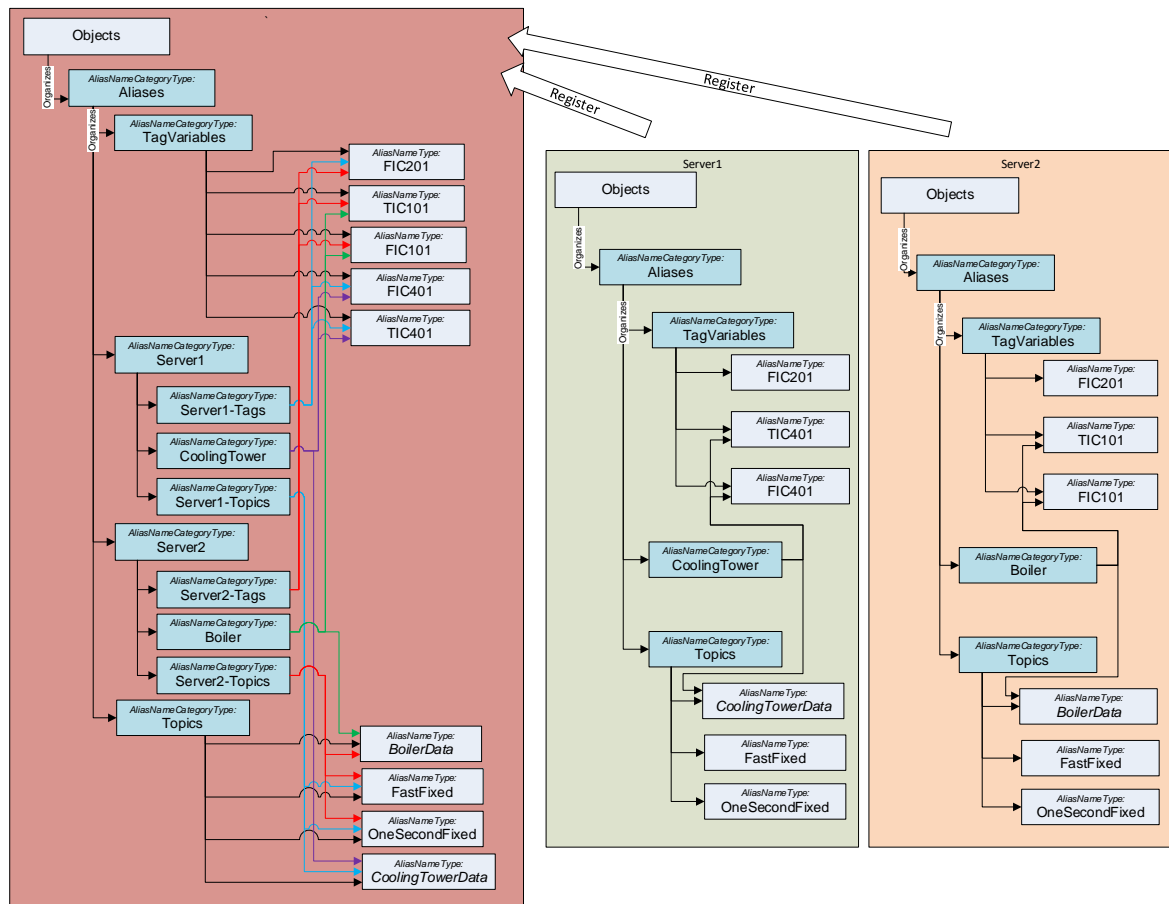 `
Objects
Organizes
AliasNameCategoryType:
Aliases
Organizes
AliasNameCategoryType:
TagVariables
AliasNameType:
FIC201
AliasNameType:
TIC101
AliasNameType:
FIC101
AliasNameType:
FIC401
AliasNameType:
TIC401
AliasNameCategoryType:
Server1
AliasNameCategoryType:
Server1-Tags
AliasNameCategoryType:
CoolingTower
AliasNameCategoryType:
Server1-Topics
AliasNameCategoryType:
Server2
AliasNameCategoryType:
Server2-Tags
AliasNameCategoryType:
Boiler
AliasNameCategoryType:
Server2-Topics
AliasNameCategoryType:
Topics
AliasNameType:
BoilerData
AliasNameType:
FastFixed
AliasNameType:
OneSecondFixed
AliasNameType:
CoolingTowerData
Register
Register
Server1
Objects
Organizes
AliasNameCategoryType:
Aliases
Organizes
AliasNameCategoryType:
TagVariables
AliasNameType:
FIC201
AliasNameType:
TIC401
AliasNameType:
FIC401
AliasNameCategoryType:
CoolingTower
AliasNameCategoryType:
Topics
AliasNameType:
CoolingTowerData
AliasNameType:
FastFixed
AliasNameType:
OneSecondFixed
Server2
Objects
Organizes
AliasNameCategoryType:
Aliases
Organizes
AliasNameCategoryType:
TagVariables
AliasNameType:
FIC201
AliasNameType:
TIC101
AliasNameType:
FIC101
AliasNameCategoryType:
Boiler
AliasNameCategoryType:
Topics
AliasNameType:
BoilerData
AliasNameType:
FastFixed
AliasNameType:
OneSecondFixed